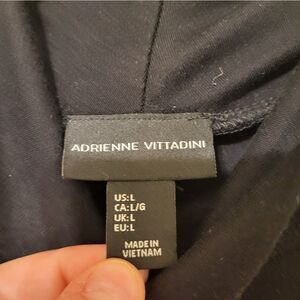 ADRIENNE VITTADINI
US:L
CA:L/G
UK:L
EU:L
MADE IN
VIETNAM